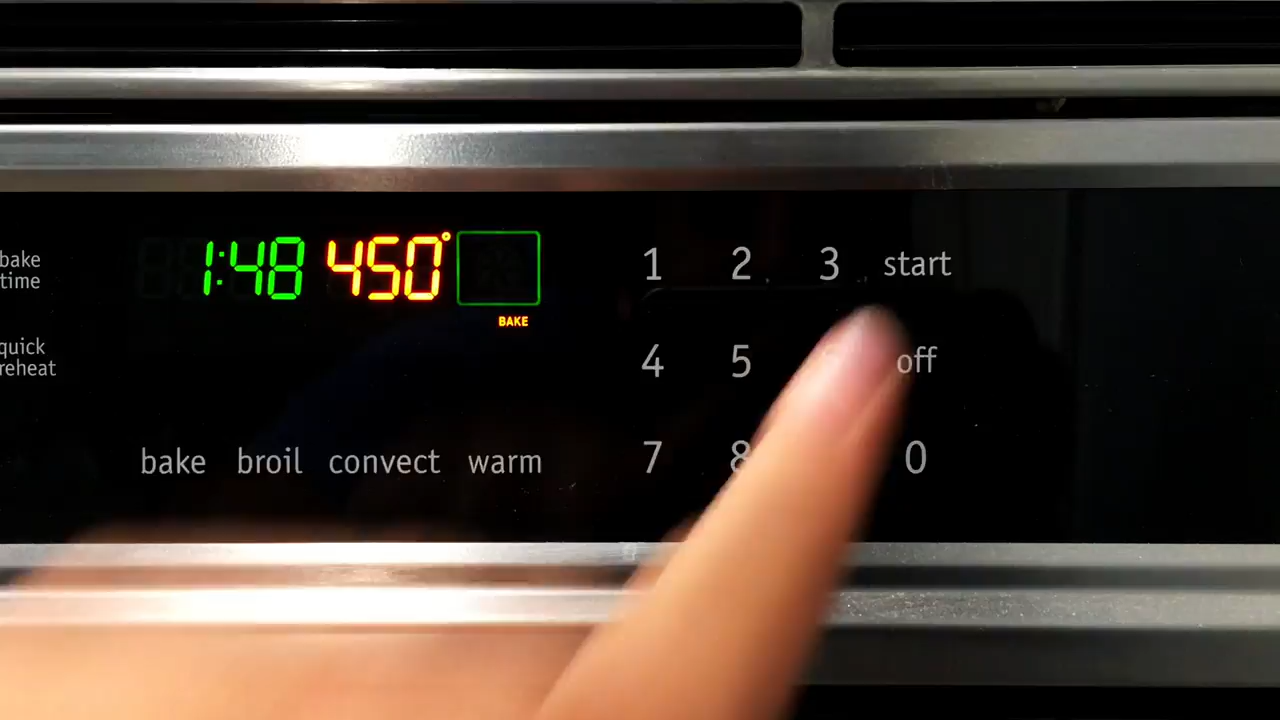 bake
time
1:48 450°
BAKE
1 2 3 start
quick
reheat
4 5 off
bake broil convect warm
7 8 0